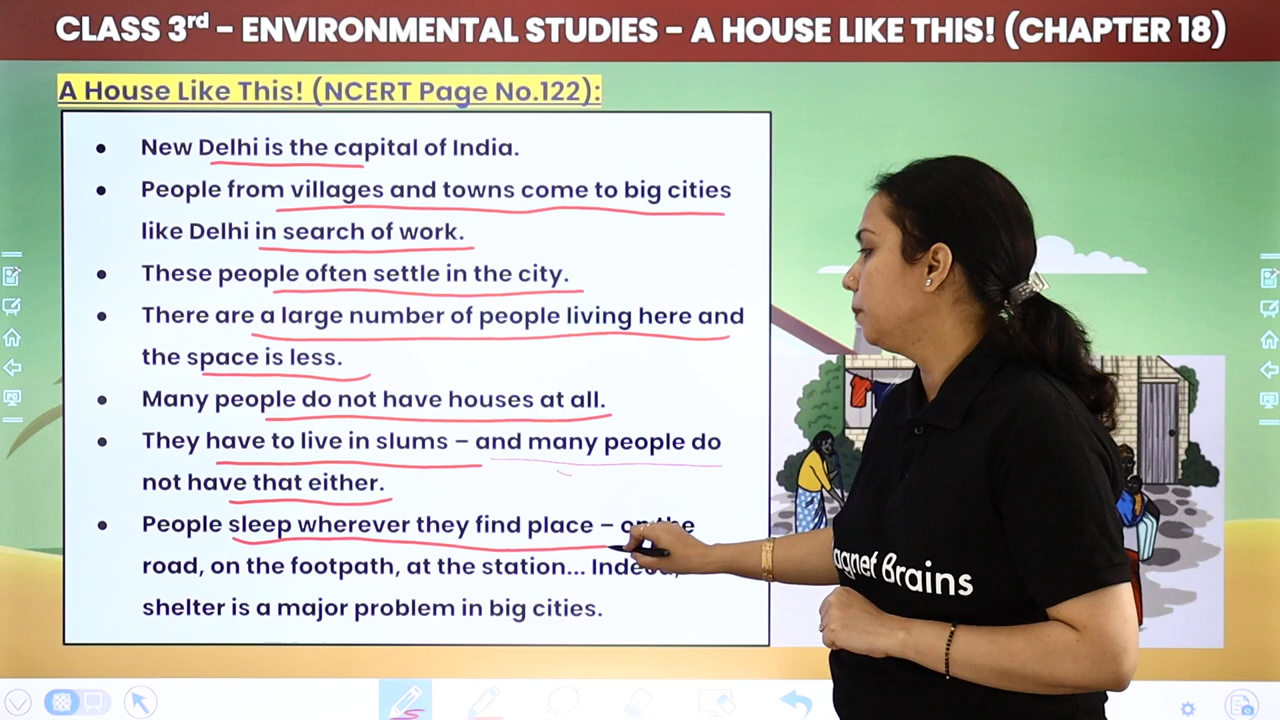 CLASS 3rd – ENVIRONMENTAL STUDIES – A HOUSE LIKE THIS! (CHAPTER 18)
A House Like This! (NCERT Page No.122):
• New Delhi is the capital of India.
• People from villages and towns come to big cities
like Delhi in search of work.
• These people often settle in the city.
• There are a large number of people living here and
the space is less.
• Many people do not have houses at all.
• They have to live in slums – and many people do
not have that either.
• People sleep wherever they find place – on the
road, on the footpath, at the station... Indeed,
shelter is a major problem in big cities.
agnet Brains